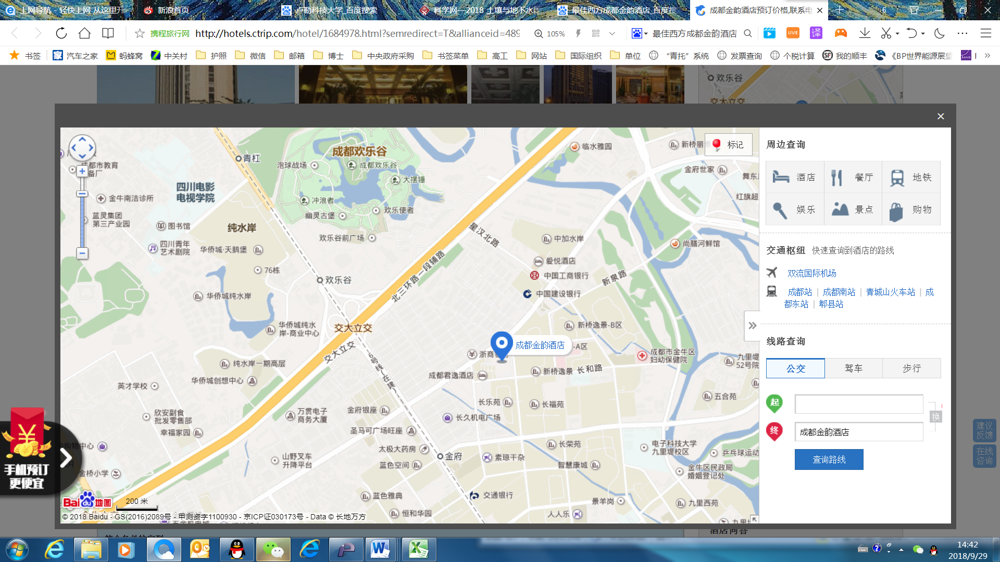 上网导航 - 轻快上网 从这里开
新浪首页
卢勒科技大学_百度搜索
科学网—2018 土壤与地下水
最佳西方成都金韵酒店_百度搜
成都金韵酒店预订价格,联系电
6
携程旅行网
http://hotels.ctrip.com/hotel/1684978.html?semredirect=T&allianceid=489
105%
最佳西方成都金韵酒店
LIVE
译
书签
汽车之家
蚂蜂窝
中关村
护照
微信
邮箱
博士
中央政府采购
书签菜单
高工
网站
国际组织
单位
“青托”系统
发票查询
个税计算
我的顺丰
《BP世界能源展望
欢乐谷
交大立交
标记
成都欢乐谷
成都欢乐谷
青杠
泡球战场
大摆锤
临水雅园
新桥丽
金府世家
舞东
红旗超
都市教育
备厂
四川电影
电视学院
金牛南洁诊所
冲浪者
欢乐使者
幽灵古堡
蓝灵集团
第三产业园
图书馆
纯水岸
欢乐谷前广场
星汉北路
中加水岸
尚膳河鲜馆
四川青年
艺术剧院
华侨城·天鹅堡
76栋
爱悦酒店
中国工商银行
新泉路
北三环路一段辅路
欢乐谷
华侨城纯水岸
中国建设银行
华侨城纯水
岸-商业中心
交大立交
交大立交
新桥逸景-B区
成都金韵酒店
-A区
浙商
成都市金牛区
妇幼保健院
九里堤
52号院
6号线(在建)
纯水岸一期高层
成都君逸酒店
新桥逸景
长和路
华侨城创想中心
英才学校
长乐苑
长福苑
五合苑
欣安副食
批发零售部
万贯电子
商务大厦
金府银座
长久机电广场
幸福家园
圣马可广场旺座
购物中心
太极大药房
长荣苑
电子科技大学
九里堤校区
乒乓球运动
山野叉车
升降平台
金府
素琼干杂
蓝色空间
智慧康城
金牛区民政局
婚姻登记处
金桥小学
蓝色雅典
交通银行
景羊岗
九里西苑
恒和华园
人人乐
Bai du 地图
200 米
© 2018 Baidu - GS(2016)2089号 - 甲测资字1100930 - 京ICP证030173号 - Data © 长地万方
周边查询
酒店
餐厅
地铁
娱乐
景点
购物
交通枢纽 快速查询到酒店的路线
双流国际机场
成都站 | 成都南站 | 青城山火车站 | 成
都东站 | 郫县站
线路查询
公交
驾车
步行
起
换
终
成都金韵酒店
查询路线
手机预订
更便宜
建议
反馈
在线
咨询
酒店问答
14:42
2018/9/29